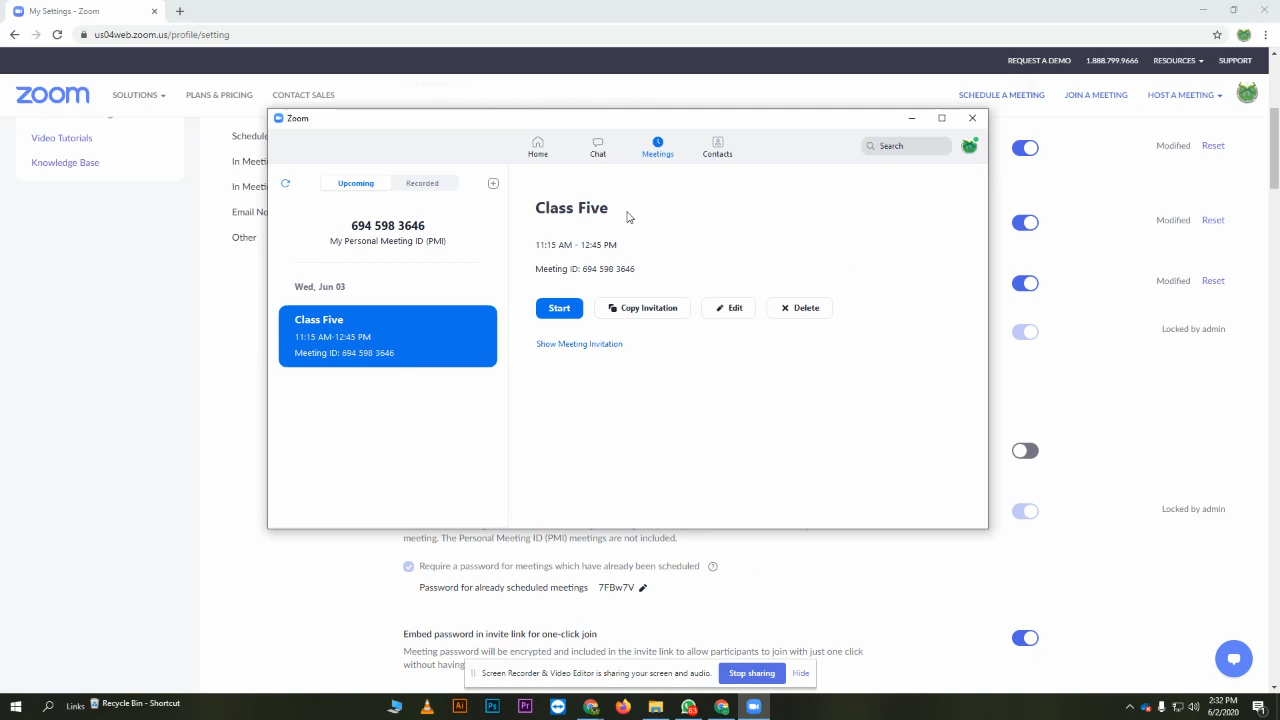 My Settings - Zoom
us04web.zoom.us/profile/setting
REQUEST A DEMO 1.888.799.9666 RESOURCES SUPPORT
zoom SOLUTIONS PLANS & PRICING CONTACT SALES SCHEDULE A MEETING JOIN A MEETING HOST A MEETING
Video Tutorials
Knowledge Base
Schedule
In Meeti
In Meeti
Email No
Other
Zoom
Home Chat Meetings Contacts Search
Upcoming Recorded
694 598 3646
My Personal Meeting ID (PMI)
Wed, Jun 03
Class Five
11:15 AM-12:45 PM
Meeting ID: 694 598 3646
Class Five
11:15 AM - 12:45 PM
Meeting ID: 694 598 3646
Start Copy Invitation Edit Delete
Show Meeting Invitation
Modified Reset
Modified Reset
Modified Reset
Locked by admin
Locked by admin
meeting. The Personal Meeting ID (PMI) meetings are not included.
Require a password for meetings which have already been scheduled
Password for already scheduled meetings 7FBw7V
Embed password in invite link for one-click join
Meeting password will be encrypted and included in the invite link to allow participants to join with just one click
without having
Screen Recorder & Video Editor is sharing your screen and audio. Stop sharing Hide
Links Recycle Bin - Shortcut
Ai Ps Pr 63
2:32 PM
6/2/2020